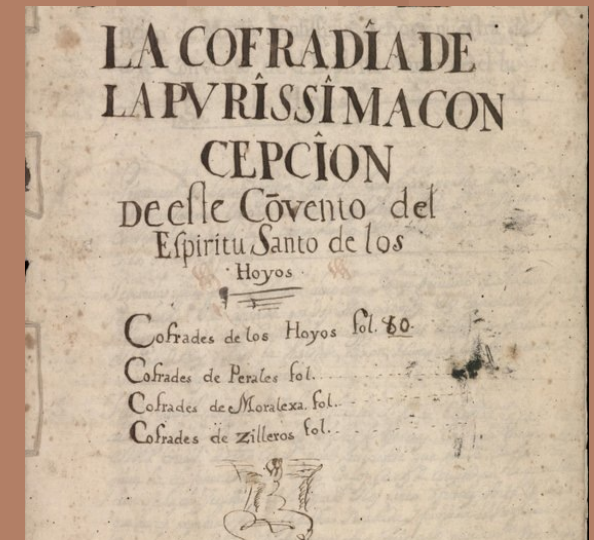 LA COFRADÎA DE
LA PVRÎSSÎMA CON
CEPCÎON
De este Cōvento del
Espiritu Santo de los
Hoyos
Cofrades de los Hoyos fol. 80.
Cofrades de Perales fol.
Cofrades de Moralexa. fol.
Cofrades de Zilleros fol.